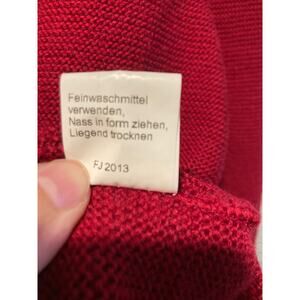 Feinwaschmittel
verwenden,
Nass in form ziehen,
Liegend trocknen
FJ 2013